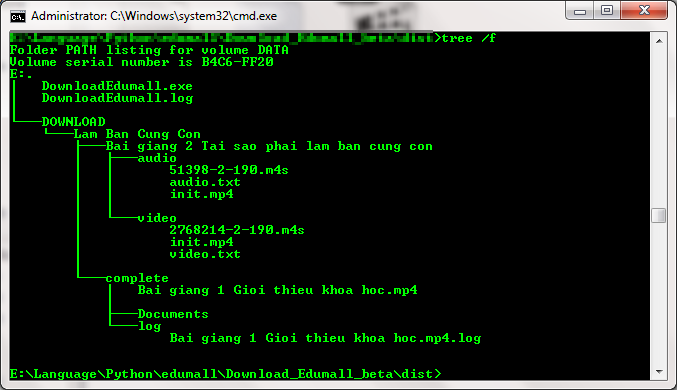 Administrator: C:\Windows\system32\cmd.exe
\Language\Python\edumall\Download_Edumall_beta\dist>tree /f
Folder PATH listing for volume DATA
Volume serial number is B4C6-FF20
E:.
│   DownloadEdumall.exe
│   DownloadEdumall.log
│
└───DOWNLOAD
    └───Lam Ban Cung Con
        ├───Bai giang 2 Tai sao phai lam ban cung con
        │   ├───audio
        │   │       51398-2-190.m4s
        │   │       audio.txt
        │   │       init.mp4
        │   │
        │   └───video
        │           2768214-2-190.m4s
        │           init.mp4
        │           video.txt
        │
        └───complete
            │   Bai giang 1 Gioi thieu khoa hoc.mp4
            │
            ├───Documents
            └───log
                    Bai giang 1 Gioi thieu khoa hoc.mp4.log
E:\Language\Python\edumall\Download_Edumall_beta\dist>